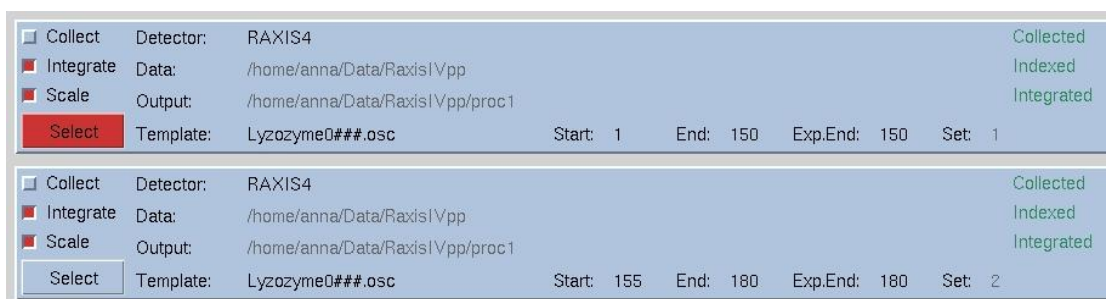 Collect Detector: RAXIS4 Collected
Integrate Data: /home/anna/Data/RaxisIVpp Indexed
Scale Output: /home/anna/Data/RaxisIVpp/proc1 Integrated
Select Template: Lyzozyme0###.osc Start: 1 End: 150 Exp.End: 150 Set: 1
Collect Detector: RAXIS4 Collected
Integrate Data: /home/anna/Data/RaxisIVpp Indexed
Scale Output: /home/anna/Data/RaxisIVpp/proc1 Integrated
Select Template: Lyzozyme0###.osc Start: 155 End: 180 Exp.End: 180 Set: 2